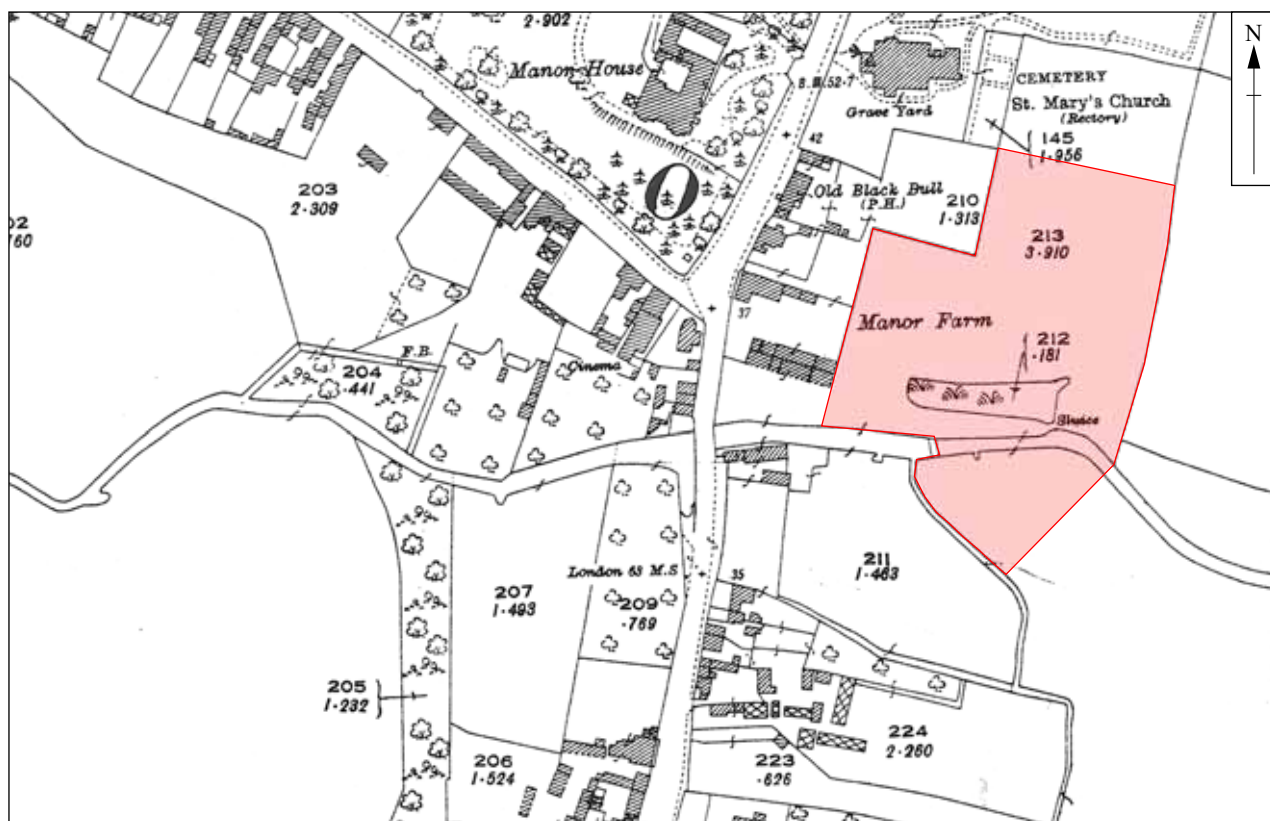 2·902
N
Manor House
B.M.52·7
CEMETERY
Grave Yard
St. Mary's Church
(Rectory)
42
145
1·956
203
2·309
Old Black Bull
(P.H.)
210
1·313
213
3·910
02
760
O
37
Manor Farm
212
·181
F.B.
204
·441
Cinema
Sluice
211
1·463
London 63 M.S
35
207
1·493
209
·769
205
1·232
224
2·260
206
1·524
223
·626